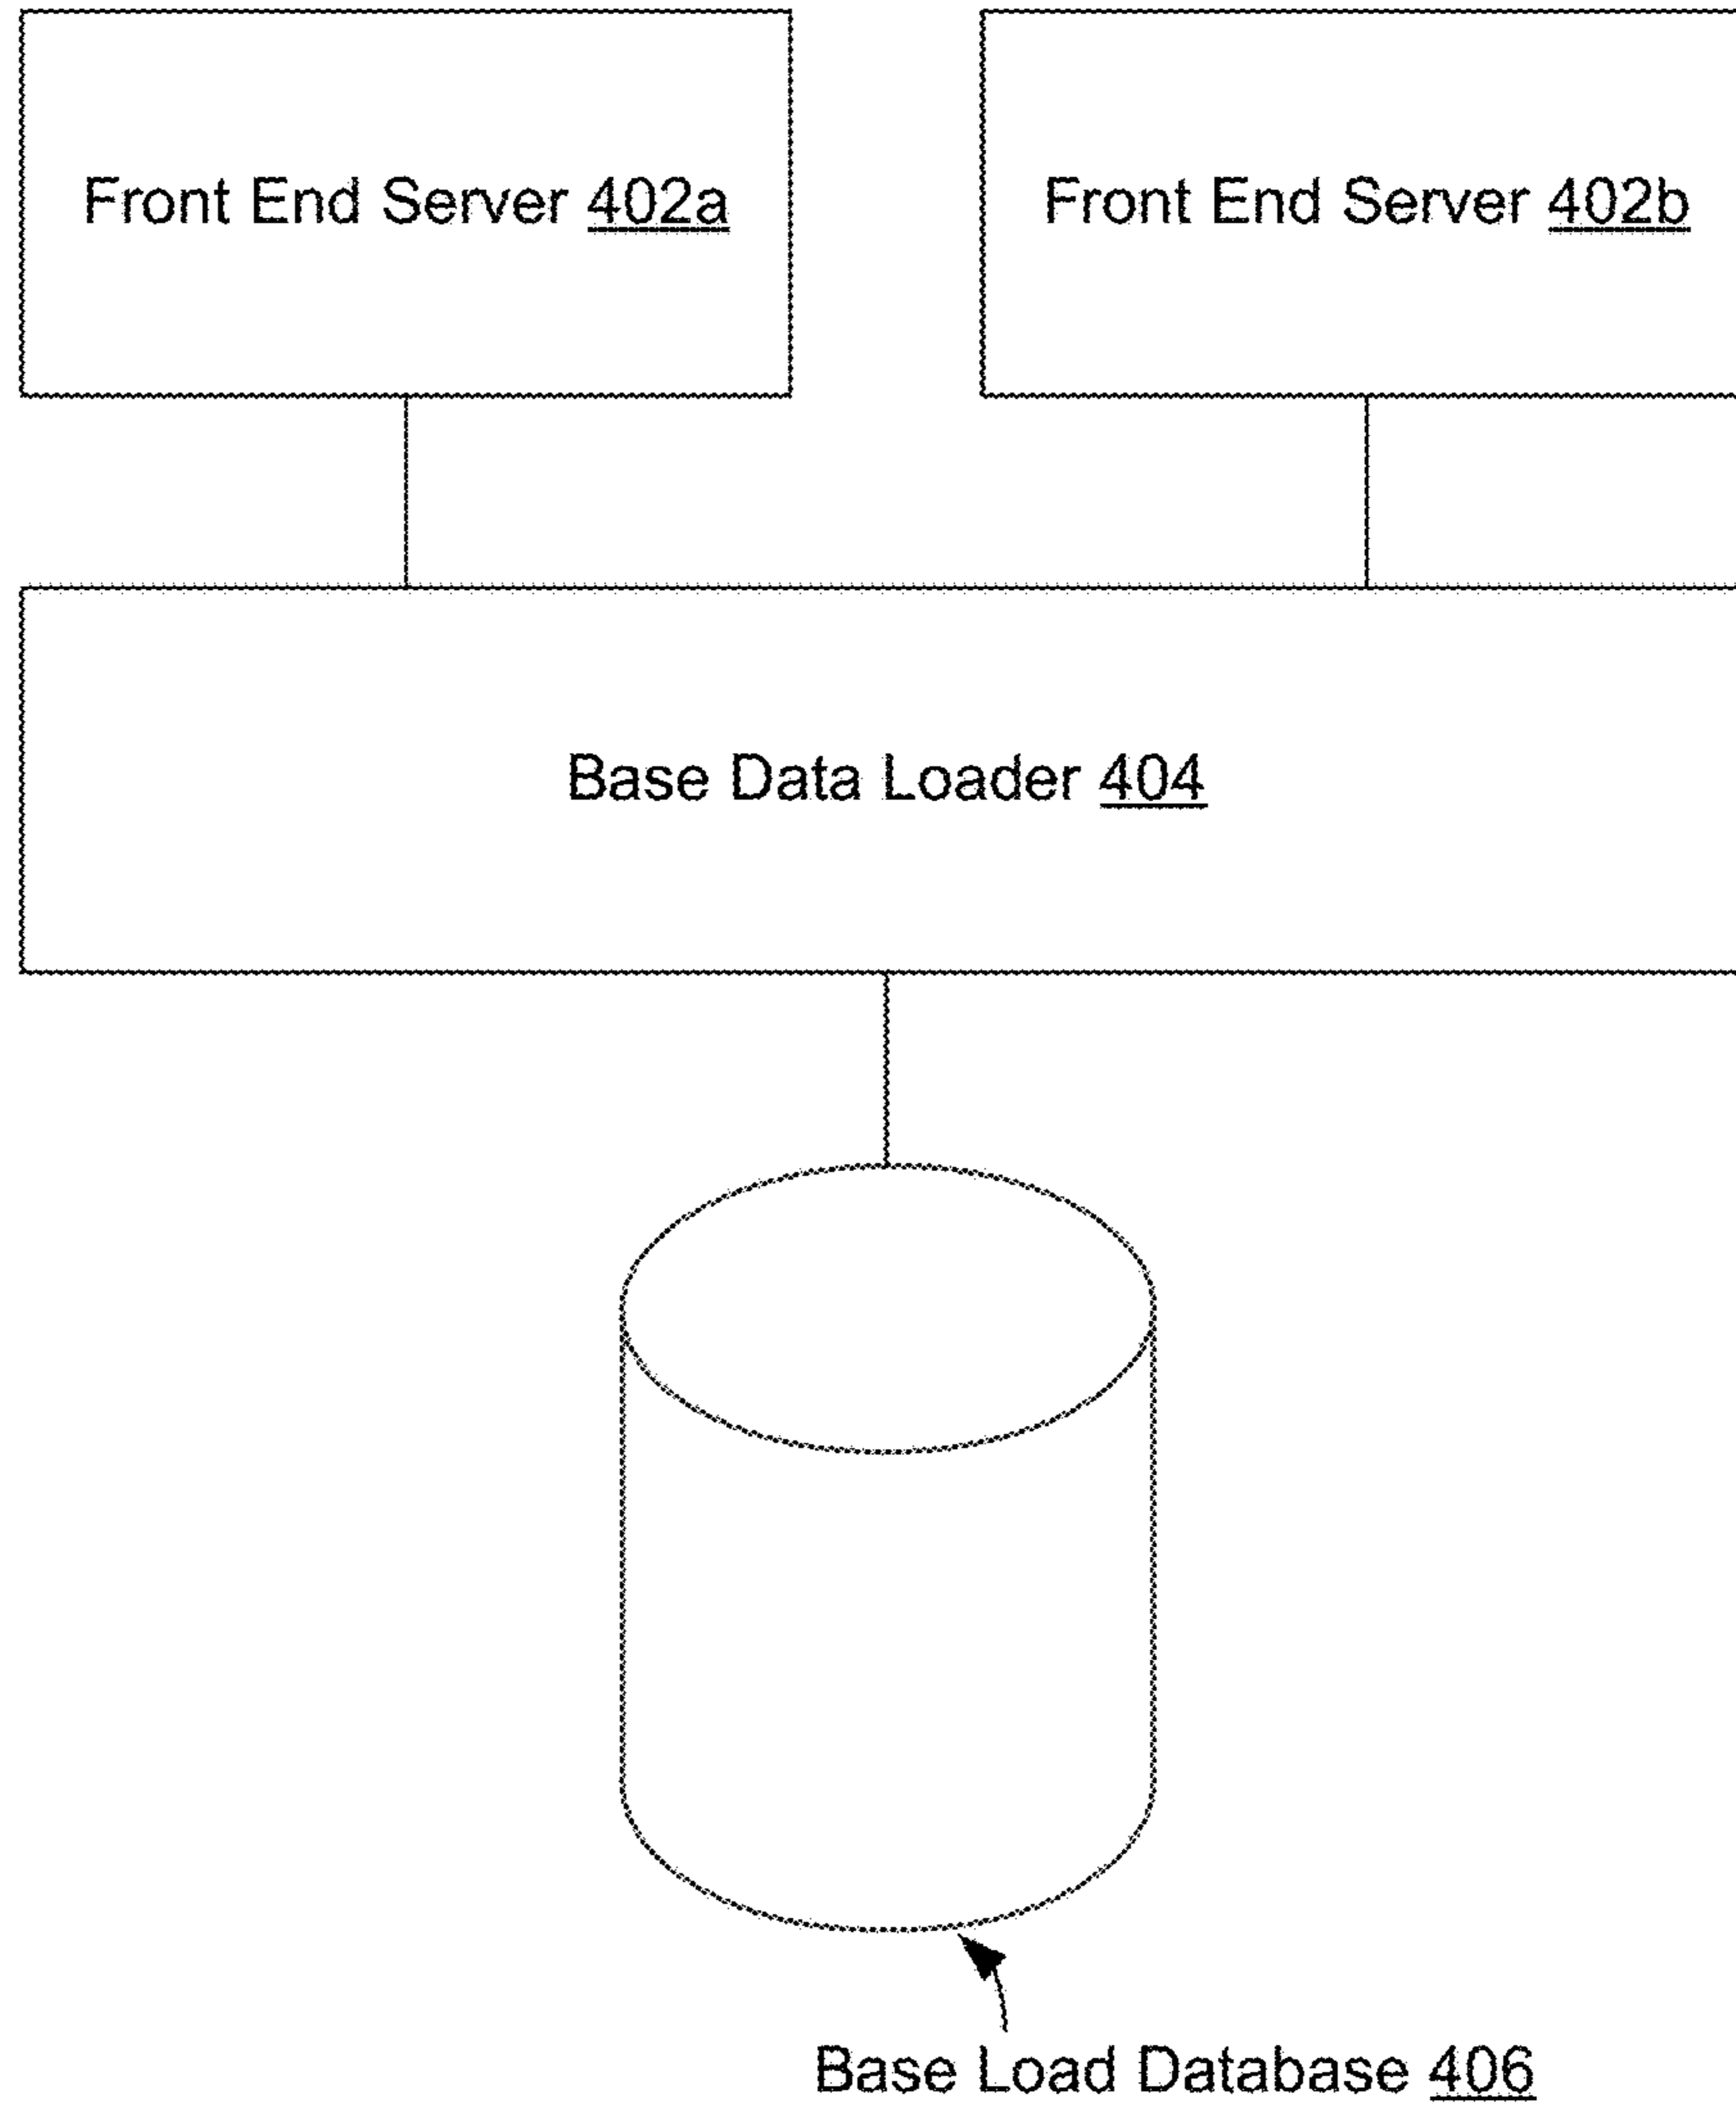 Front End Server 402a
Front End Server 402b
Base Data Loader 404
Base Load Database 406